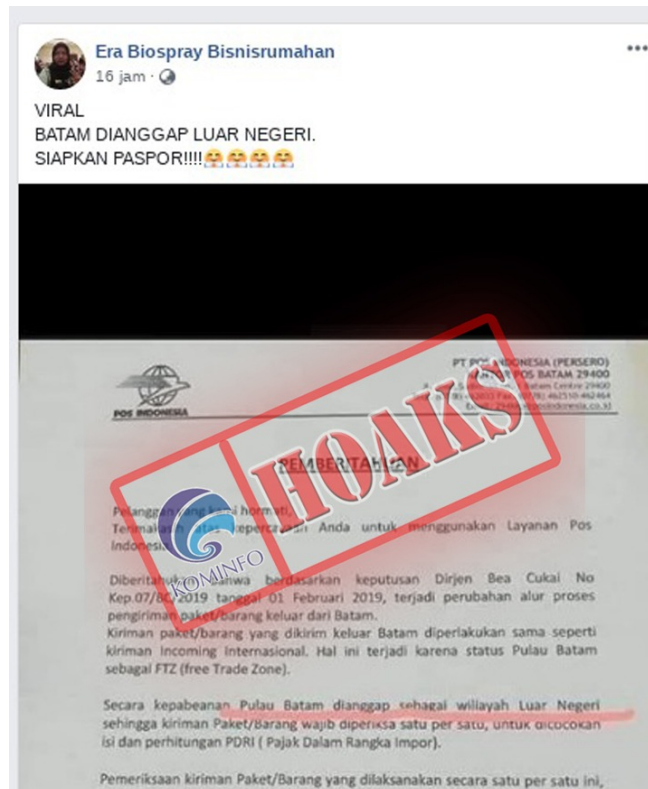 Era Biospray Bisnisrumahan
16 jam
VIRAL
BATAM DIANGGAP LUAR NEGERI.
SIAPKAN PASPOR!!!!
PT POS INDONESIA (PERSERO)
KANTOR POS BATAM 29400
Batam Centre 29400
462510-462464
POS INDONESIA
HOAKS
KOMINFO
PEMBERITAHUAN
Pelanggan yang kami hormati,
Terimakasih atas kepercayaan Anda untuk menggunakan Layanan Pos
Indonesia
Diberitahukan bahwa berdasarkan keputusan Dirjen Bea Cukai No
Kep.07/BC/2019 tanggal 01 Februari 2019, terjadi perubahan alur proses
pengiriman paket/barang keluar dari Batam.
Kiriman paket/barang yang dikirim keluar Batam diperlakukan sama seperti
kiriman Incoming Internasional. Hal ini terjadi karena status Pulau Batam
sebagai FTZ (free Trade Zone).
Secara kepabeanan Pulau Batam dianggap sebagai wiliayah Luar Negeri
sehingga kiriman Paket/Barang wajib diperiksa satu per satu, untuk dicocokan
isi dan perhitungan PDRI ( Pajak Dalam Rangka Impor).
Pemeriksaan kiriman Paket/Barang yang dilaksanakan secara satu per satu ini,